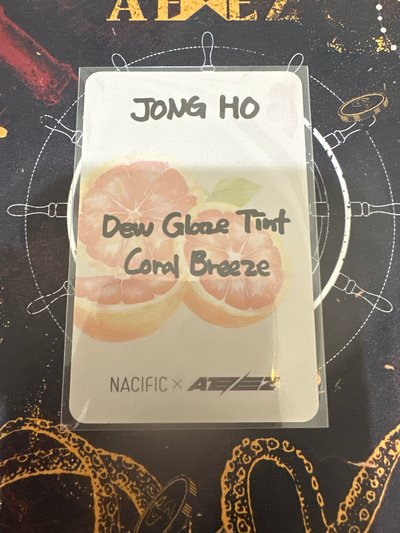 ATEEZ
JONG HO
Dew Glaze Tint
Coral Breeze
NACIFIC × ATEEZ